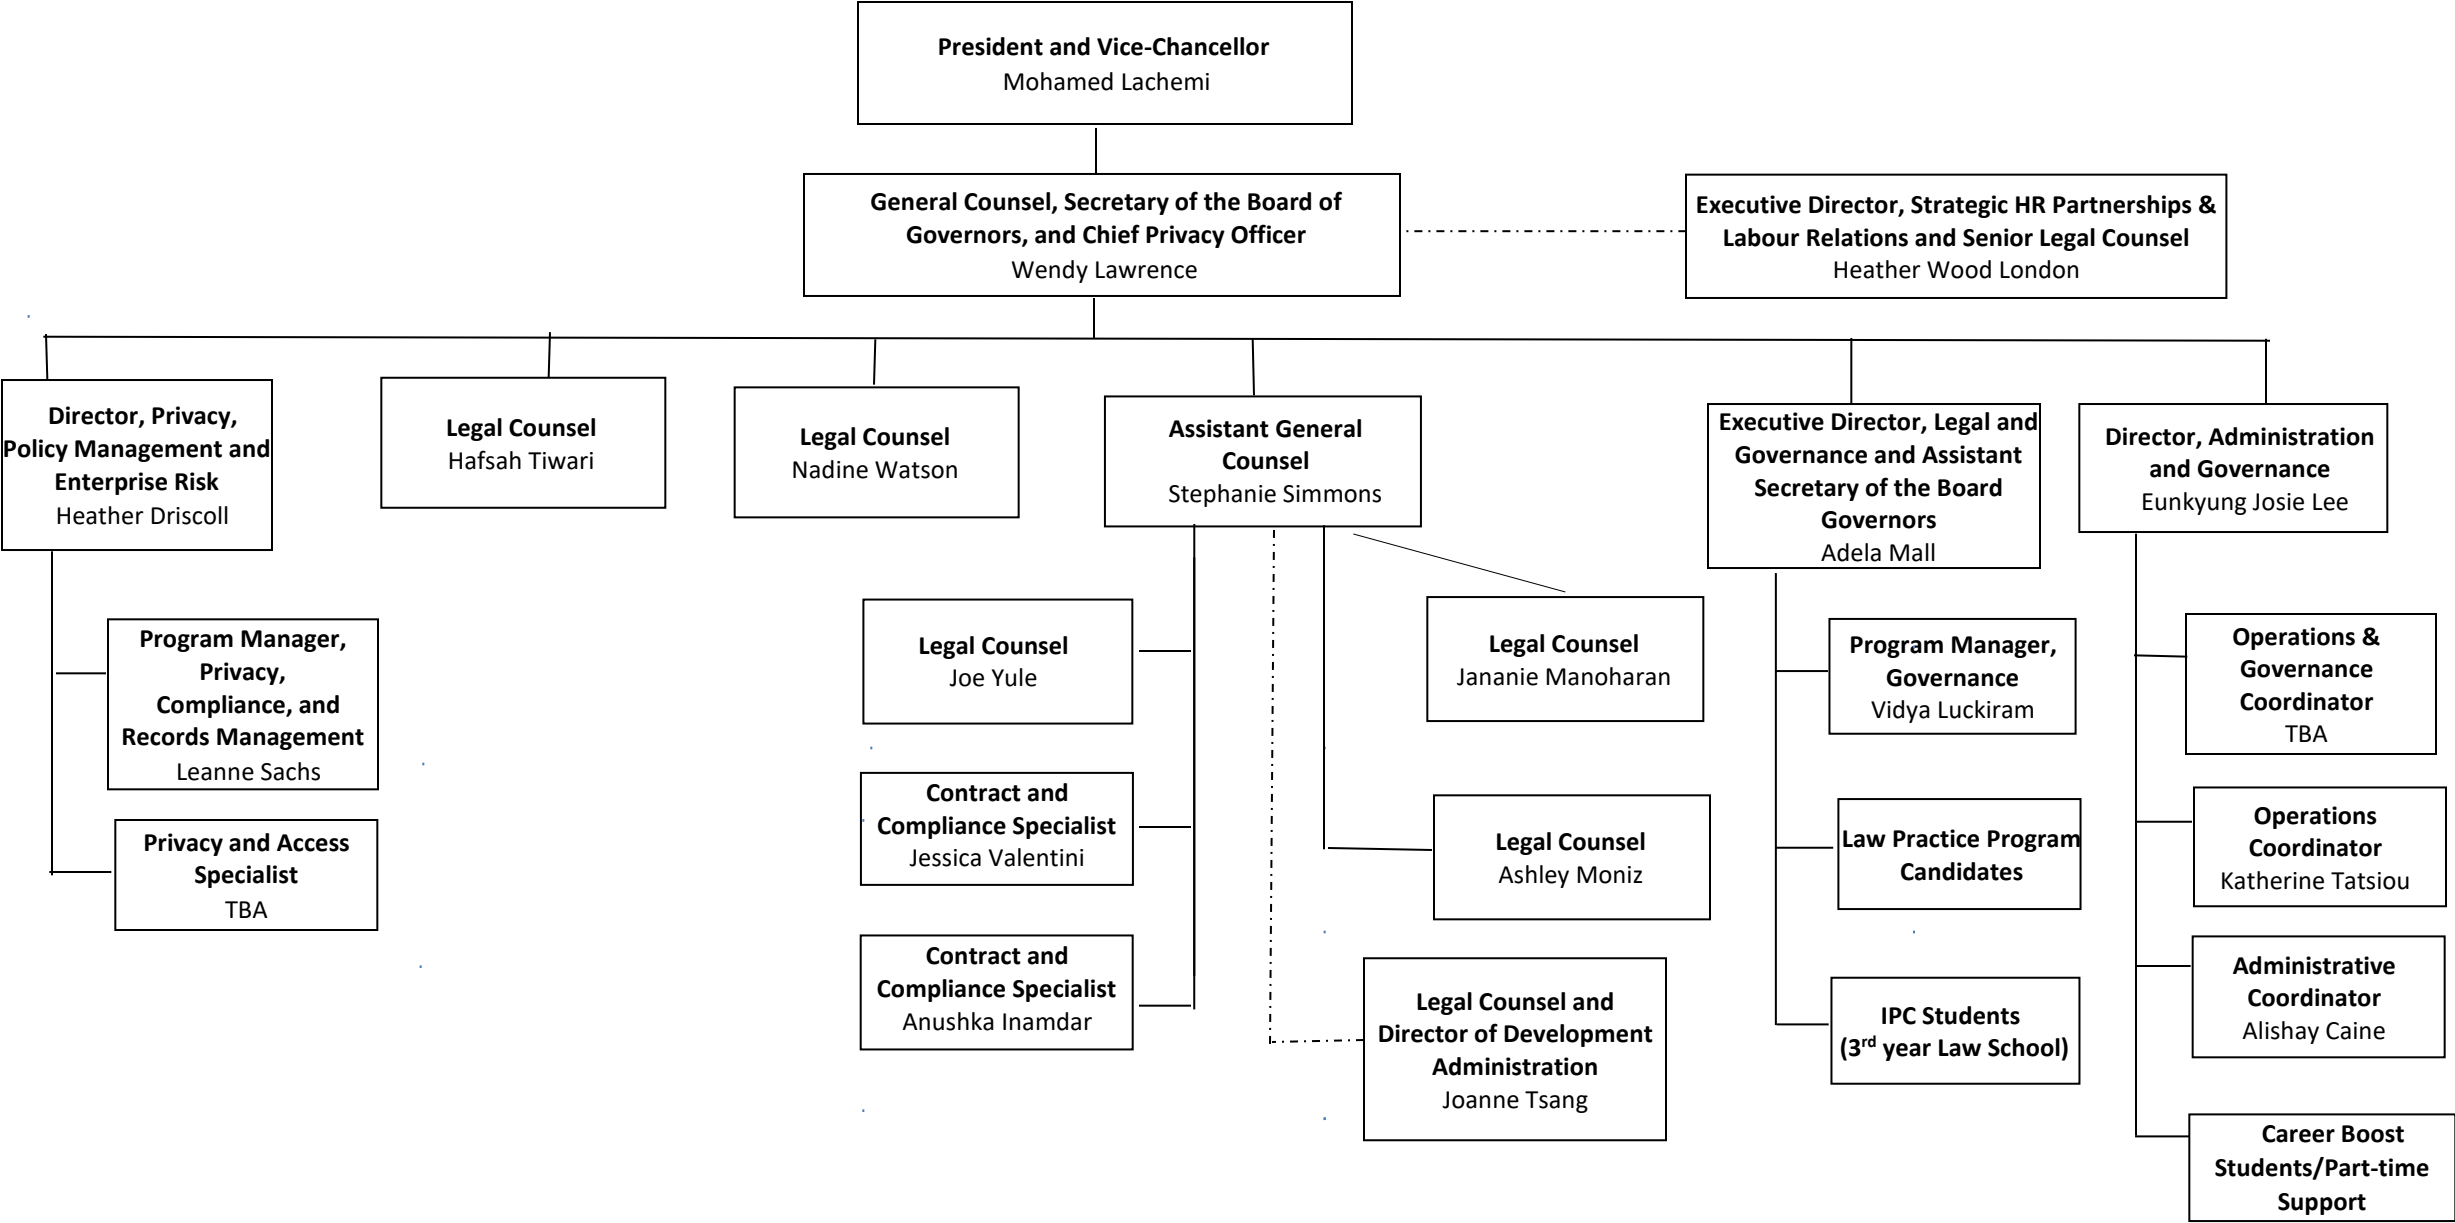 President and Vice-Chancellor
Mohamed Lachemi
General Counsel, Secretary of the Board of
Governors, and Chief Privacy Officer
Wendy Lawrence
Executive Director, Strategic HR Partnerships &
Labour Relations and Senior Legal Counsel
Heather Wood London
Director, Privacy,
Policy Management and
Enterprise Risk
Heather Driscoll
Legal Counsel
Hafsah Tiwari
Legal Counsel
Nadine Watson
Assistant General
Counsel
Stephanie Simmons
Executive Director, Legal and
Governance and Assistant
Secretary of the Board
Governors
Adela Mall
Director, Administration
and Governance
Eunkyung Josie Lee
Program Manager,
Privacy,
Compliance, and
Records Management
Leanne Sachs
Privacy and Access
Specialist
TBA
Legal Counsel
Joe Yule
Contract and
Compliance Specialist
Jessica Valentini
Contract and
Compliance Specialist
Anushka Inamdar
Legal Counsel
Jananie Manoharan
Legal Counsel
Ashley Moniz
Legal Counsel and
Director of Development
Administration
Joanne Tsang
Program Manager,
Governance
Vidya Luckiram
Law Practice Program
Candidates
IPC Students
(3rd year Law School)
Operations &
Governance
Coordinator
TBA
Operations
Coordinator
Katherine Tatsiou
Administrative
Coordinator
Alishay Caine
Career Boost
Students/Part-time
Support